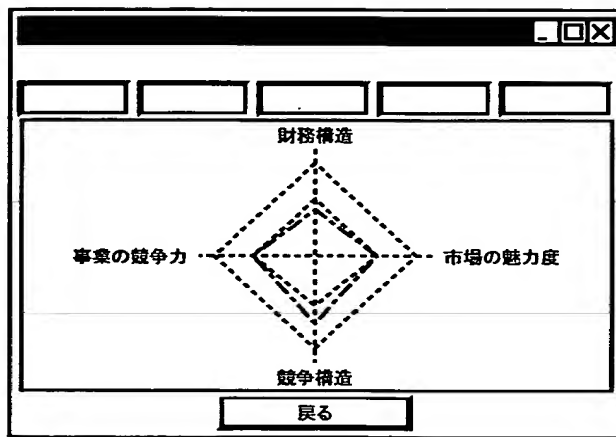 財務構造
事業の競争力
市場の魅力度
競争構造
戻る